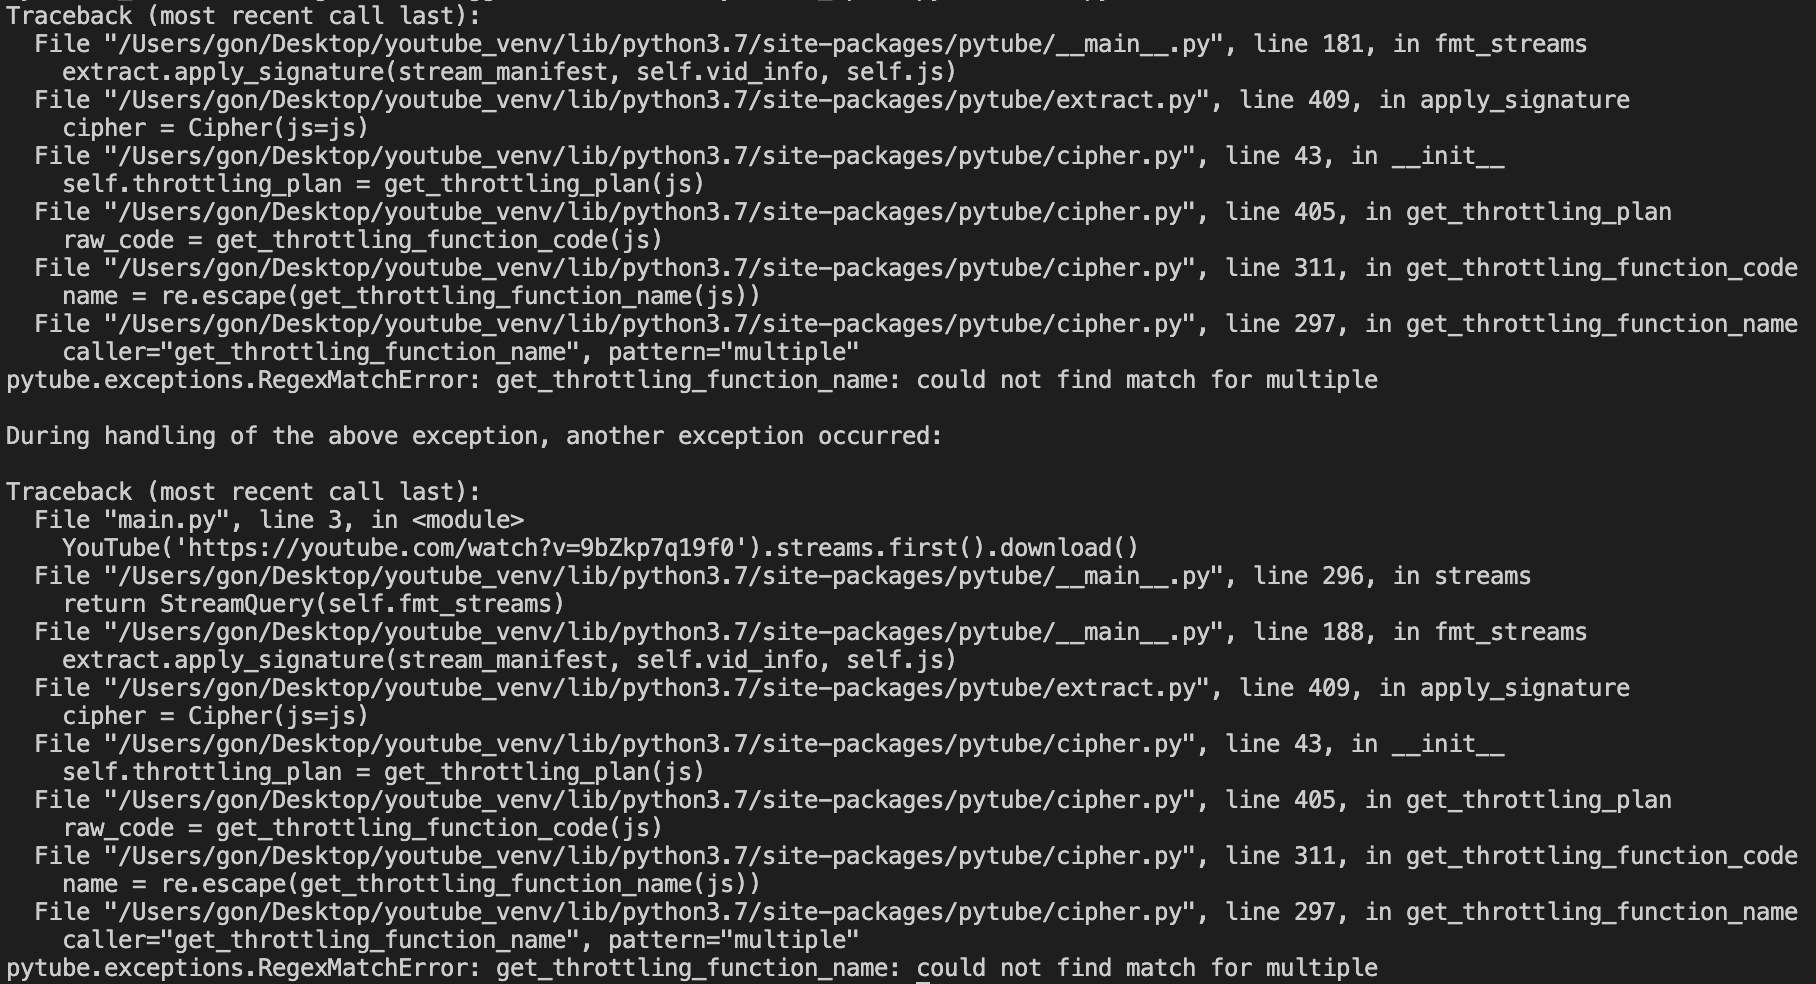 Traceback (most recent call last):
  File "/Users/gon/Desktop/youtube_venv/lib/python3.7/site-packages/pytube/__main__.py", line 181, in fmt_streams
    extract.apply_signature(stream_manifest, self.vid_info, self.js)
  File "/Users/gon/Desktop/youtube_venv/lib/python3.7/site-packages/pytube/extract.py", line 409, in apply_signature
    cipher = Cipher(js=js)
  File "/Users/gon/Desktop/youtube_venv/lib/python3.7/site-packages/pytube/cipher.py", line 43, in __init__
    self.throttling_plan = get_throttling_plan(js)
  File "/Users/gon/Desktop/youtube_venv/lib/python3.7/site-packages/pytube/cipher.py", line 405, in get_throttling_plan
    raw_code = get_throttling_function_code(js)
  File "/Users/gon/Desktop/youtube_venv/lib/python3.7/site-packages/pytube/cipher.py", line 311, in get_throttling_function_code
    name = re.escape(get_throttling_function_name(js))
  File "/Users/gon/Desktop/youtube_venv/lib/python3.7/site-packages/pytube/cipher.py", line 297, in get_throttling_function_name
    caller="get_throttling_function_name", pattern="multiple"
pytube.exceptions.RegexMatchError: get_throttling_function_name: could not find match for multiple

During handling of the above exception, another exception occurred:

Traceback (most recent call last):
  File "main.py", line 3, in <module>
    YouTube('https://youtube.com/watch?v=9bZkp7q19f0').streams.first().download()
  File "/Users/gon/Desktop/youtube_venv/lib/python3.7/site-packages/pytube/__main__.py", line 296, in streams
    return StreamQuery(self.fmt_streams)
  File "/Users/gon/Desktop/youtube_venv/lib/python3.7/site-packages/pytube/__main__.py", line 188, in fmt_streams
    extract.apply_signature(stream_manifest, self.vid_info, self.js)
  File "/Users/gon/Desktop/youtube_venv/lib/python3.7/site-packages/pytube/extract.py", line 409, in apply_signature
    cipher = Cipher(js=js)
  File "/Users/gon/Desktop/youtube_venv/lib/python3.7/site-packages/pytube/cipher.py", line 43, in __init__
    self.throttling_plan = get_throttling_plan(js)
  File "/Users/gon/Desktop/youtube_venv/lib/python3.7/site-packages/pytube/cipher.py", line 405, in get_throttling_plan
    raw_code = get_throttling_function_code(js)
  File "/Users/gon/Desktop/youtube_venv/lib/python3.7/site-packages/pytube/cipher.py", line 311, in get_throttling_function_code
    name = re.escape(get_throttling_function_name(js))
  File "/Users/gon/Desktop/youtube_venv/lib/python3.7/site-packages/pytube/cipher.py", line 297, in get_throttling_function_name
    caller="get_throttling_function_name", pattern="multiple"
pytube.exceptions.RegexMatchError: get_throttling_function_name: could not find match for multiple